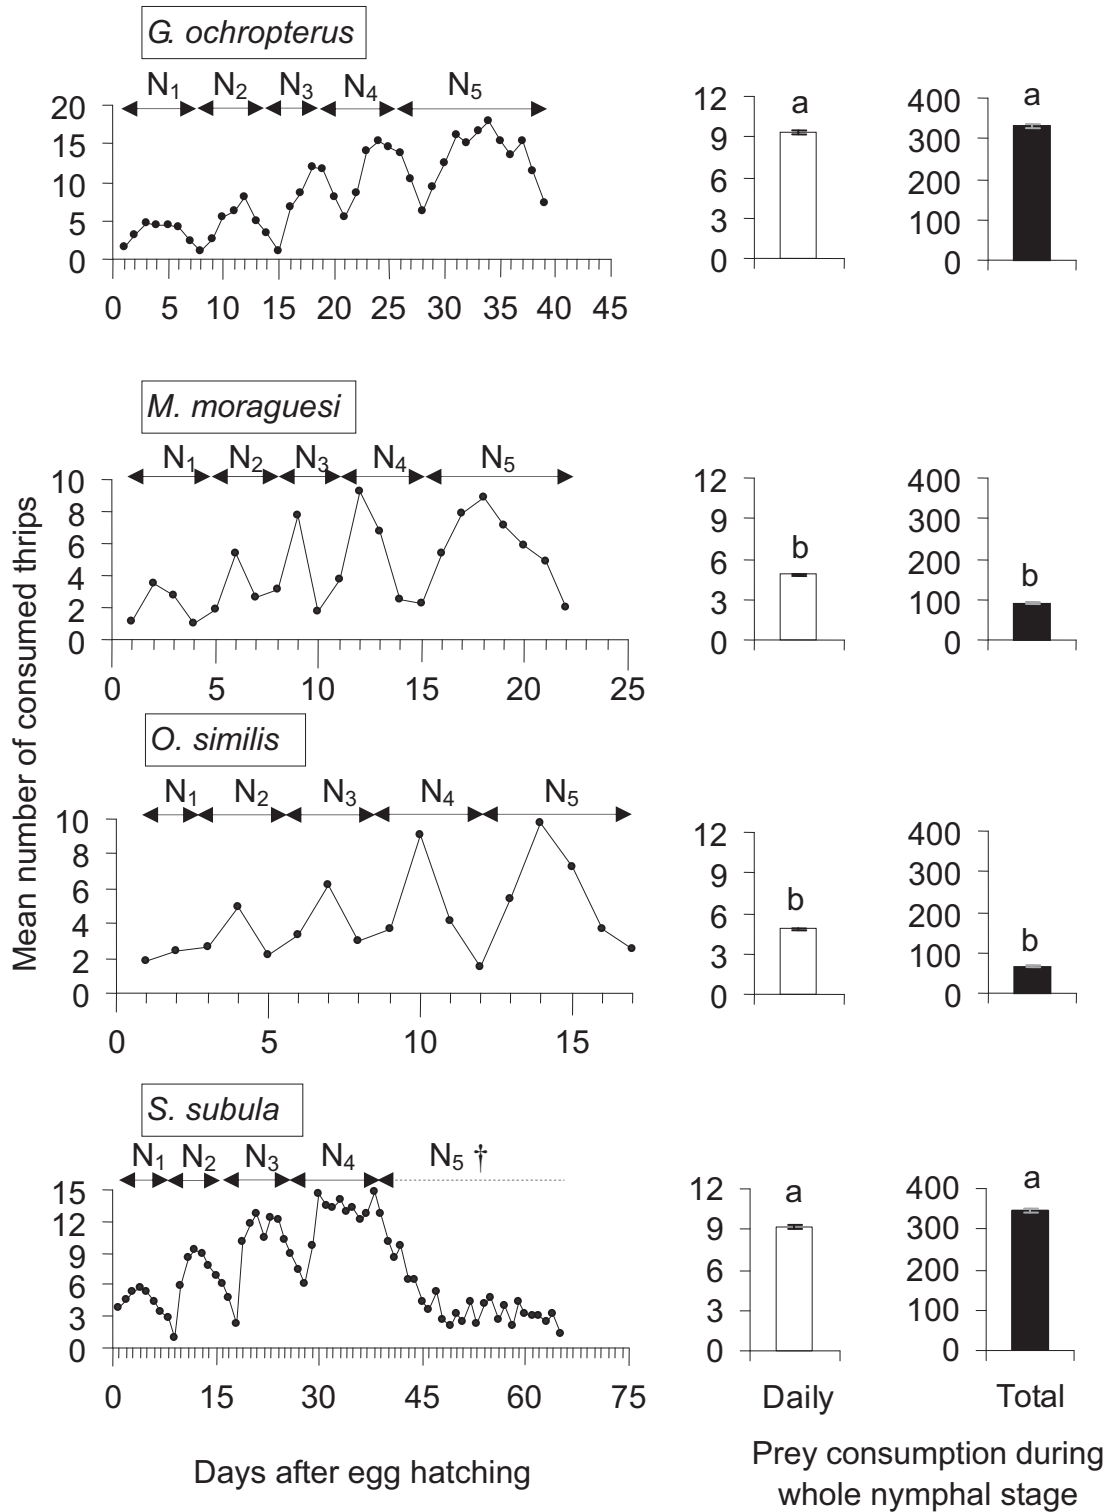 G. ochropterus
N1 N2 N3 N4 N5
20
15
10
5
0
0 5 10 15 20 25 30 35 40 45
12
9
6
3
0
a
400
300
200
100
0
a
M. moraguesi
N1 N2 N3 N4 N5
10
8
6
4
2
0
0 5 10 15 20 25
12
9
6
3
0
b
400
300
200
100
0
b
Mean number of consumed thrips
O. similis
N1 N2 N3 N4 N5
10
8
6
4
2
0
0 5 10 15
12
9
6
3
0
b
400
300
200
100
0
b
S. subula
N1 N2 N3 N4 N5 †
15
12
9
6
3
0
0 15 30 45 60 75
12
9
6
3
0
a
400
300
200
100
0
a
Daily Total
Days after egg hatching
Prey consumption during
whole nymphal stage